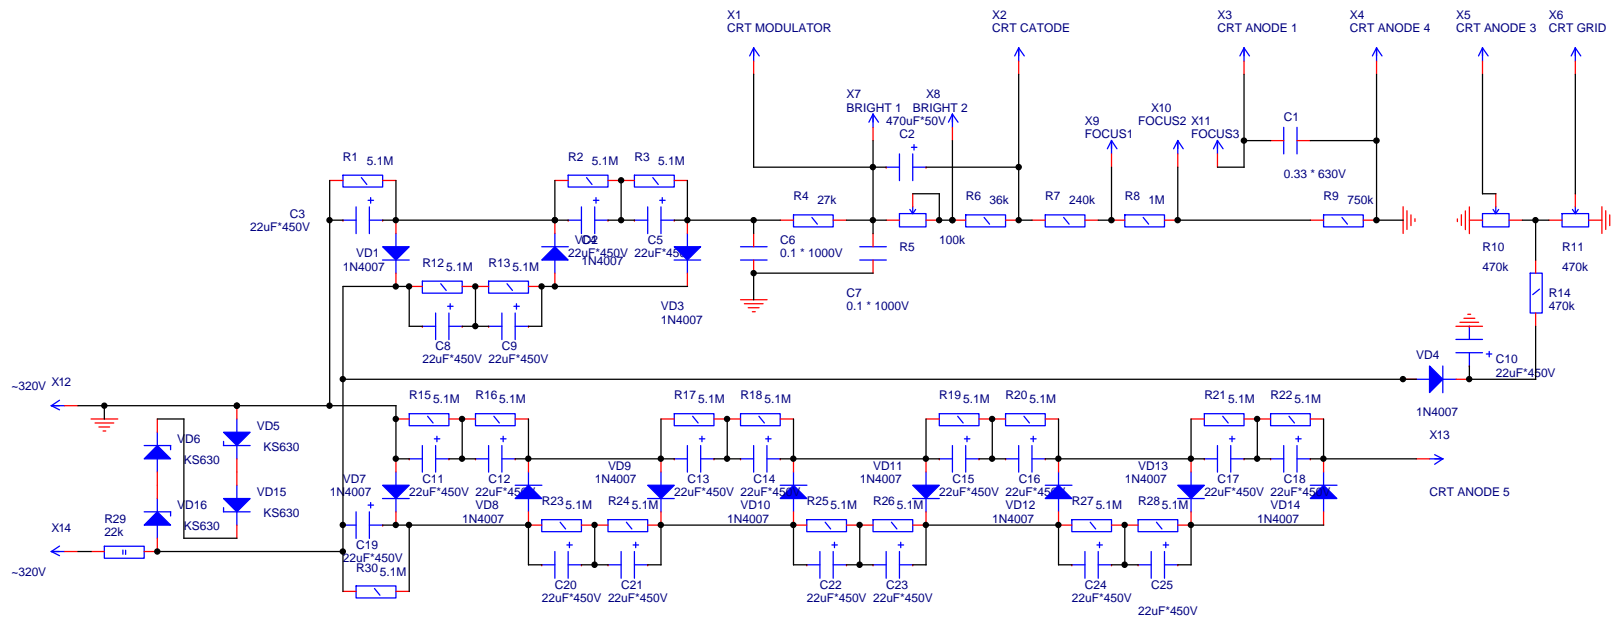 X1
CRT MODULATOR
X2
CRT CATODE
X3
CRT ANODE 1
X4
CRT ANODE 4
X5
CRT ANODE 3
X6
CRT GRID
X7
BRIGHT 1
X8
BRIGHT 2
470uF*50V
C2
X9
FOCUS1
X10
FOCUS2
X11
FOCUS3
C1
0.33 * 630V
R1 5.1M
R2 5.1M
R3 5.1M
C3
22uF*450V
R4 27k
R5
100k
R6 36k
R7 240k
R8 1M
R9 750k
R10
470k
R11
470k
VD1
1N4007
VD2
1N4007
C4
22uF*450V
C5
22uF*450V
C6
0.1 * 1000V
C7
0.1 * 1000V
R12 5.1M
R13 5.1M
VD3
1N4007
C8
22uF*450V
C9
22uF*450V
R14
470k
VD4
1N4007
C10
22uF*450V
~320V
X12
VD6
KS630
VD5
KS630
VD16
KS630
VD15
KS630
X14
~320V
R29
22k
R15 5.1M
R16 5.1M
R17 5.1M
R18 5.1M
R19 5.1M
R20 5.1M
R21 5.1M
R22 5.1M
X13
CRT ANODE 5
VD7
1N4007
C11
22uF*450V
C12
22uF*450V
VD8
1N4007
VD9
1N4007
C13
22uF*450V
C14
22uF*450V
VD10
1N4007
VD11
1N4007
C15
22uF*450V
C16
22uF*450V
VD12
1N4007
VD13
1N4007
C17
22uF*450V
C18
22uF*450V
VD14
1N4007
R23 5.1M
R24 5.1M
R25 5.1M
R26 5.1M
R27 5.1M
R28 5.1M
C19
22uF*450V
R30 5.1M
C20
22uF*450V
C21
22uF*450V
C22
22uF*450V
C23
22uF*450V
C24
22uF*450V
C25
22uF*450V